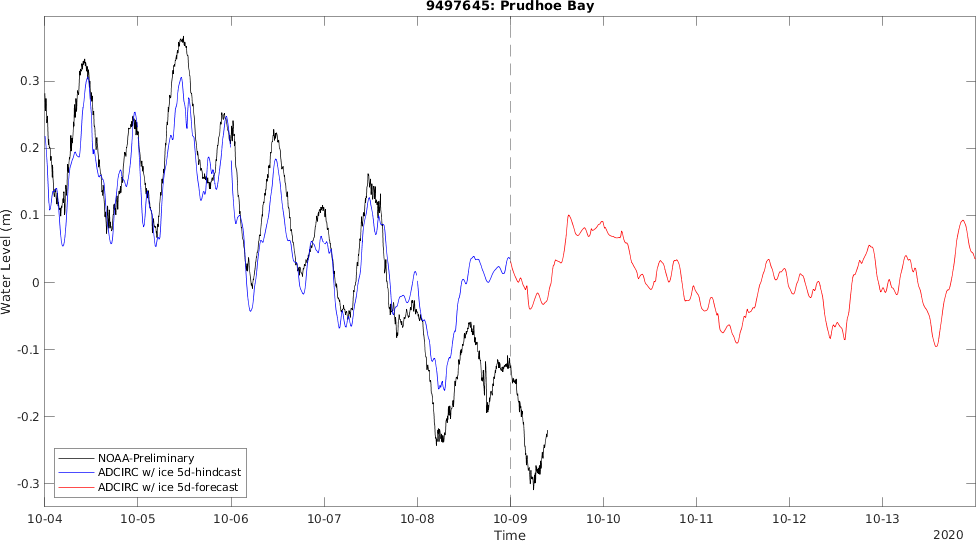 9497645: Prudhoe Bay
Water Level (m)
0.3
0.2
0.1
0
-0.1
-0.2
-0.3
NOAA-Preliminary
ADCIRC w/ ice 5d-hindcast
ADCIRC w/ ice 5d-forecast
10-04 10-05 10-06 10-07 10-08 10-09 10-10 10-11 10-12 10-13
Time
2020